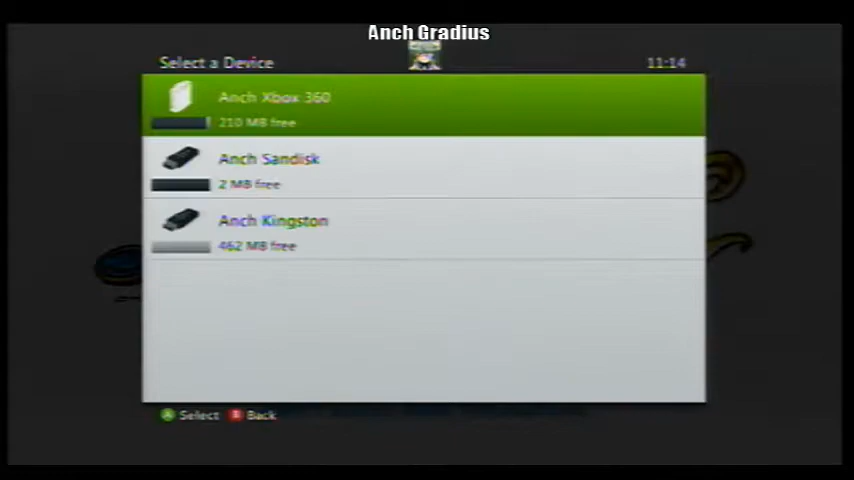 Anch Gradius
Select a Device
11:14
Anch Xbox 360
210 MB free
Anch Sandisk
2 MB free
Anch Kingston
462 MB free
A Select B Back